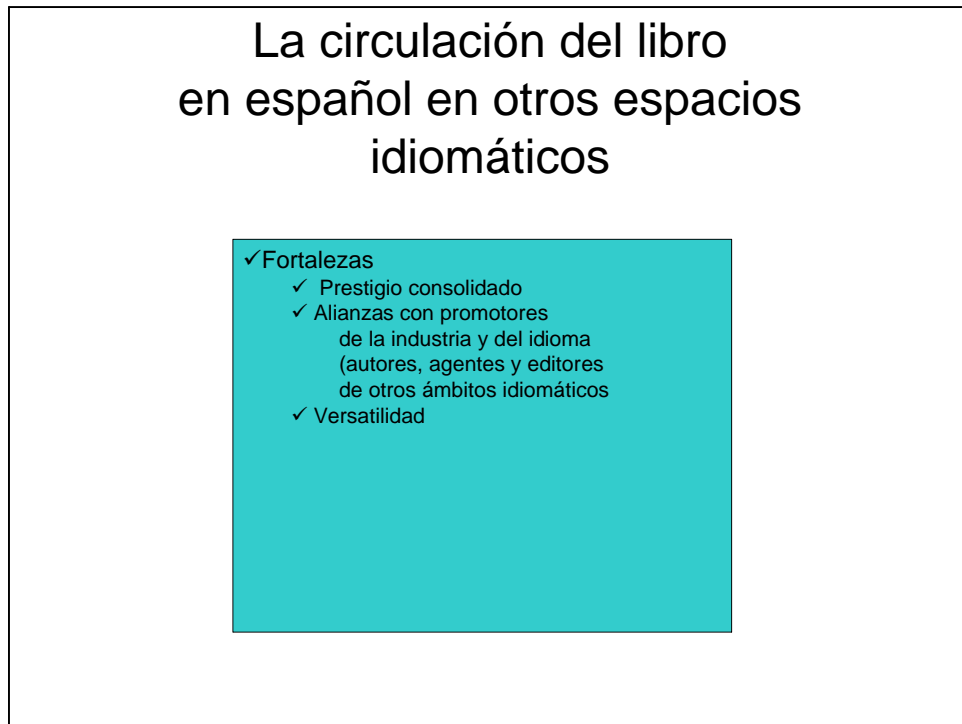 La circulación del libro
en español en otros espacios
idiomáticos
✓Fortalezas
✓ Prestigio consolidado
✓ Alianzas con promotores
de la industria y del idioma
(autores, agentes y editores
de otros ámbitos idiomáticos
✓ Versatilidad